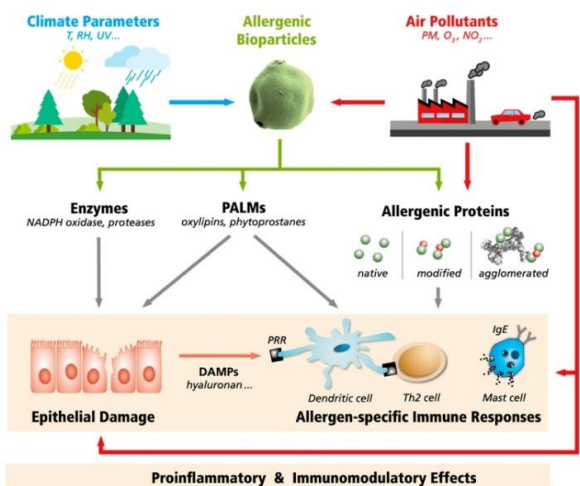 Climate Parameters
T, RH, UV...
Allergenic
Bioparticles
Air Pollutants
PM, O₃, NO₂...
Enzymes
NADPH oxidase, proteases
PALMs
oxylipins, phytoprostanes
Allergenic Proteins
native
modified
agglomerated
PRR
IgE
DAMPs
hyaluronan...
Dendritic cell
Th2 cell
Mast cell
Epithelial Damage
Allergen-specific Immune Responses
Proinflammatory & Immunomodulatory Effects